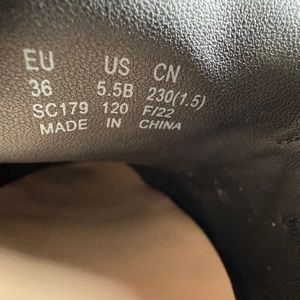 EU US CN
36 5.5B 230(1.5)
SC179 120 F/22
MADE IN CHINA